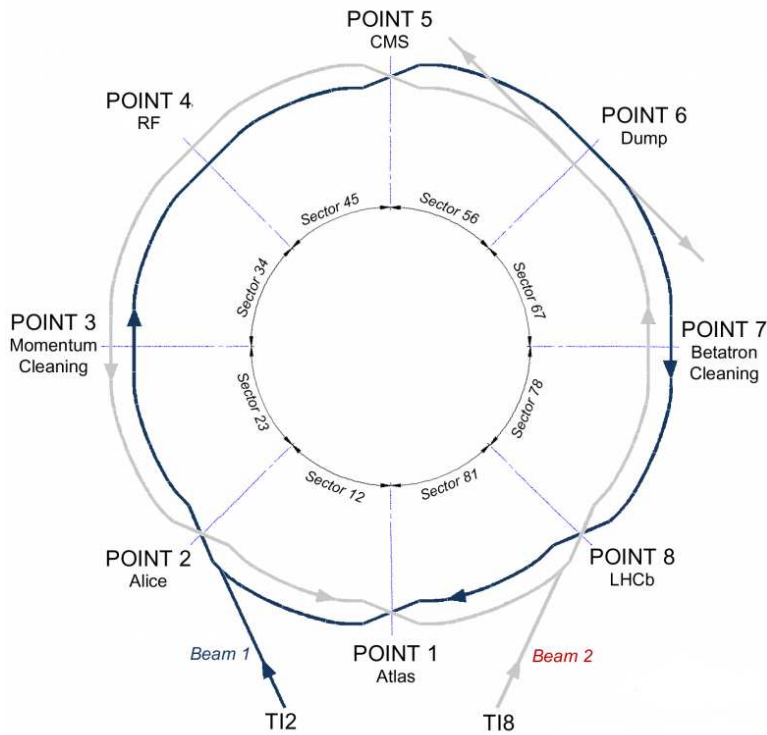 POINT 5
CMS
POINT 4
RF
POINT 6
Dump
Sector 45
Sector 56
Sector 34
Sector 67
POINT 3
Momentum
Cleaning
POINT 7
Betatron
Cleaning
Sector 23
Sector 78
Sector 12
Sector 81
POINT 2
Alice
POINT 8
LHCb
POINT 1
Atlas
Beam 1
Beam 2
TI2
TI8